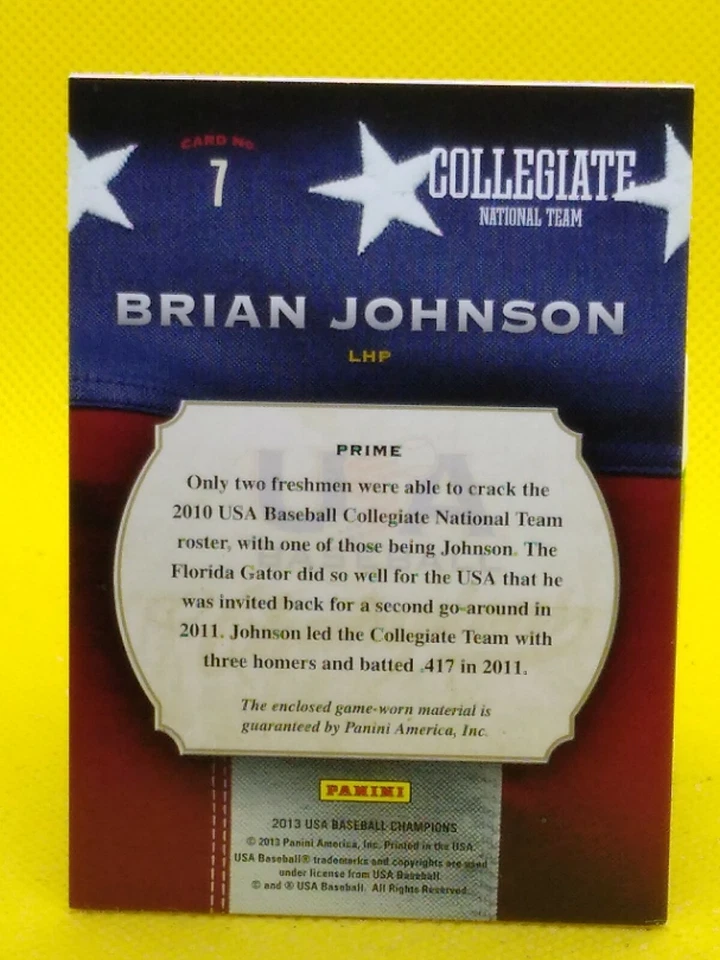 CARD No.
7
COLLEGIATE
NATIONAL TEAM
BRIAN JOHNSON
LHP
PRIME
Only two freshmen were able to crack the
2010 USA Baseball Collegiate National Team
roster, with one of those being Johnson. The
Florida Gator did so well for the USA that he
was invited back for a second go-around in
2011. Johnson led the Collegiate Team with
three homers and batted .417 in 2011.
The enclosed game-worn material is
guaranteed by Panini America, Inc.
PANINI
2013 USA BASEBALL CHAMPIONS
© 2013 Panini America, Inc. Printed in the USA.
USA Baseball® trademarks and copyrights are used
under license from USA Baseball.
© and ® USA Baseball. All Rights Reserved.